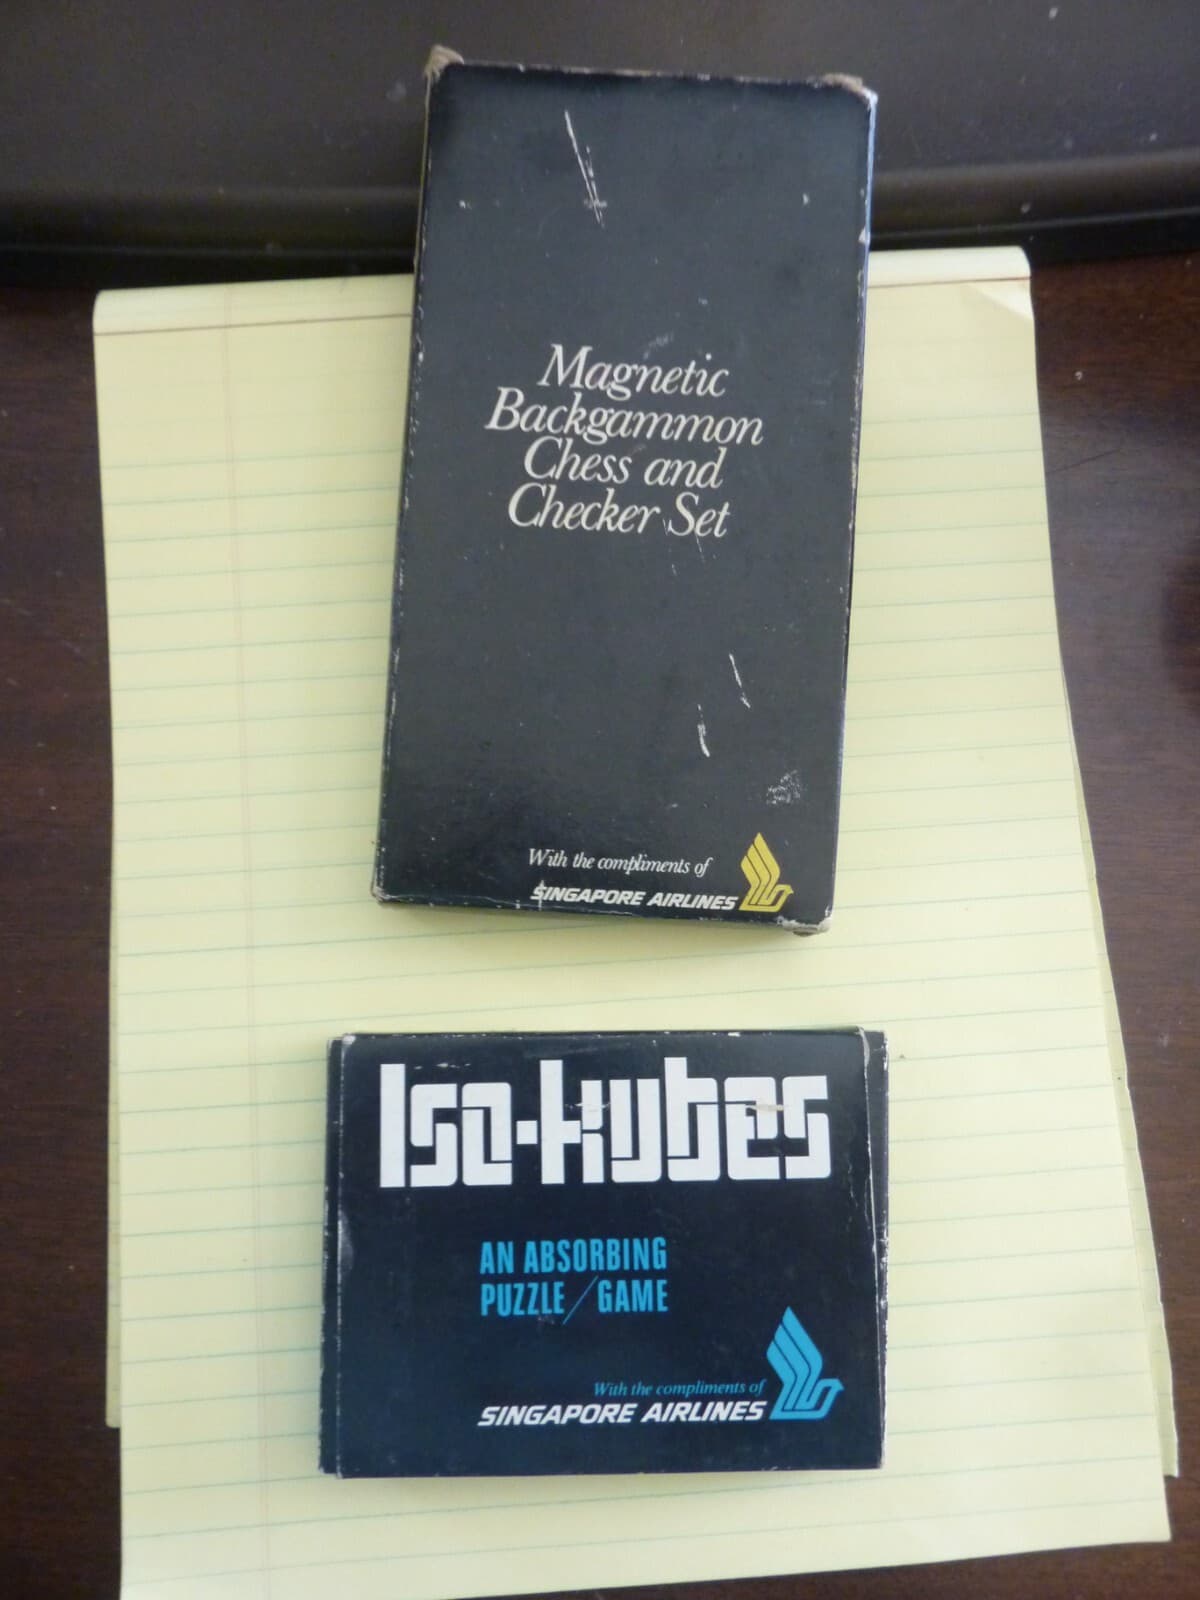 Magnetic
Backgammon
Chess and
Checker Set
With the compliments of
SINGAPORE AIRLINES
Iso-kubes
AN ABSORBING
PUZZLE / GAME
With the compliments of
SINGAPORE AIRLINES